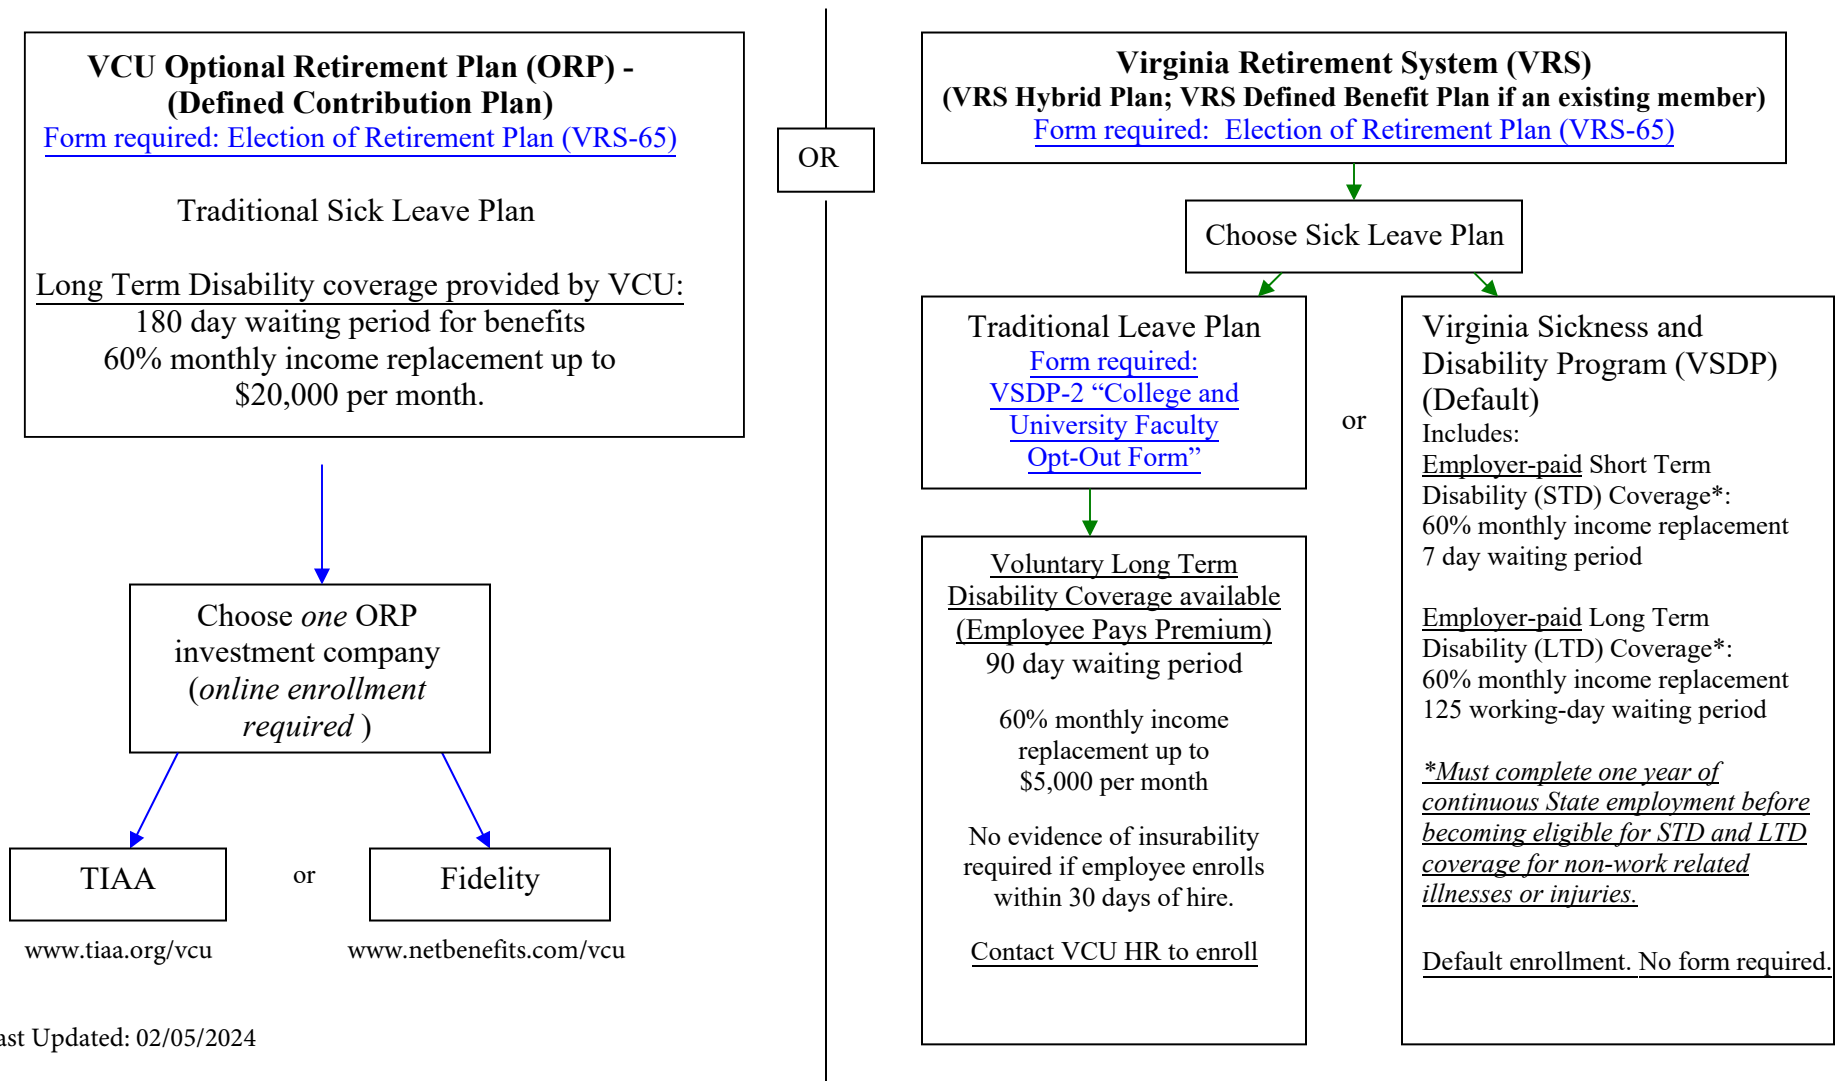 VCU Optional Retirement Plan (ORP) -
(Defined Contribution Plan)
Form required: Election of Retirement Plan (VRS-65)
Traditional Sick Leave Plan
Long Term Disability coverage provided by VCU:
180 day waiting period for benefits
60% monthly income replacement up to
$20,000 per month.
Choose one ORP
investment company
(online enrollment
required )
TIAA
or
Fidelity
www.tiaa.org/vcu
www.netbenefits.com/vcu
ast Updated: 02/05/2024
OR
Virginia Retirement System (VRS)
(VRS Hybrid Plan; VRS Defined Benefit Plan if an existing member)
Form required:  Election of Retirement Plan (VRS-65)
Choose Sick Leave Plan
Traditional Leave Plan
Form required:
VSDP-2 “College and
University Faculty
Opt-Out Form”
Voluntary Long Term
Disability Coverage available
(Employee Pays Premium)
90 day waiting period
60% monthly income
replacement up to
$5,000 per month
No evidence of insurability
required if employee enrolls
within 30 days of hire.
Contact VCU HR to enroll
or
Virginia Sickness and
Disability Program (VSDP)
(Default)
Includes:
Employer-paid Short Term
Disability (STD) Coverage*:
60% monthly income replacement
7 day waiting period
Employer-paid Long Term
Disability (LTD) Coverage*:
60% monthly income replacement
125 working-day waiting period
*Must complete one year of
continuous State employment before
becoming eligible for STD and LTD
coverage for non-work related
illnesses or injuries.
Default enrollment. No form required.